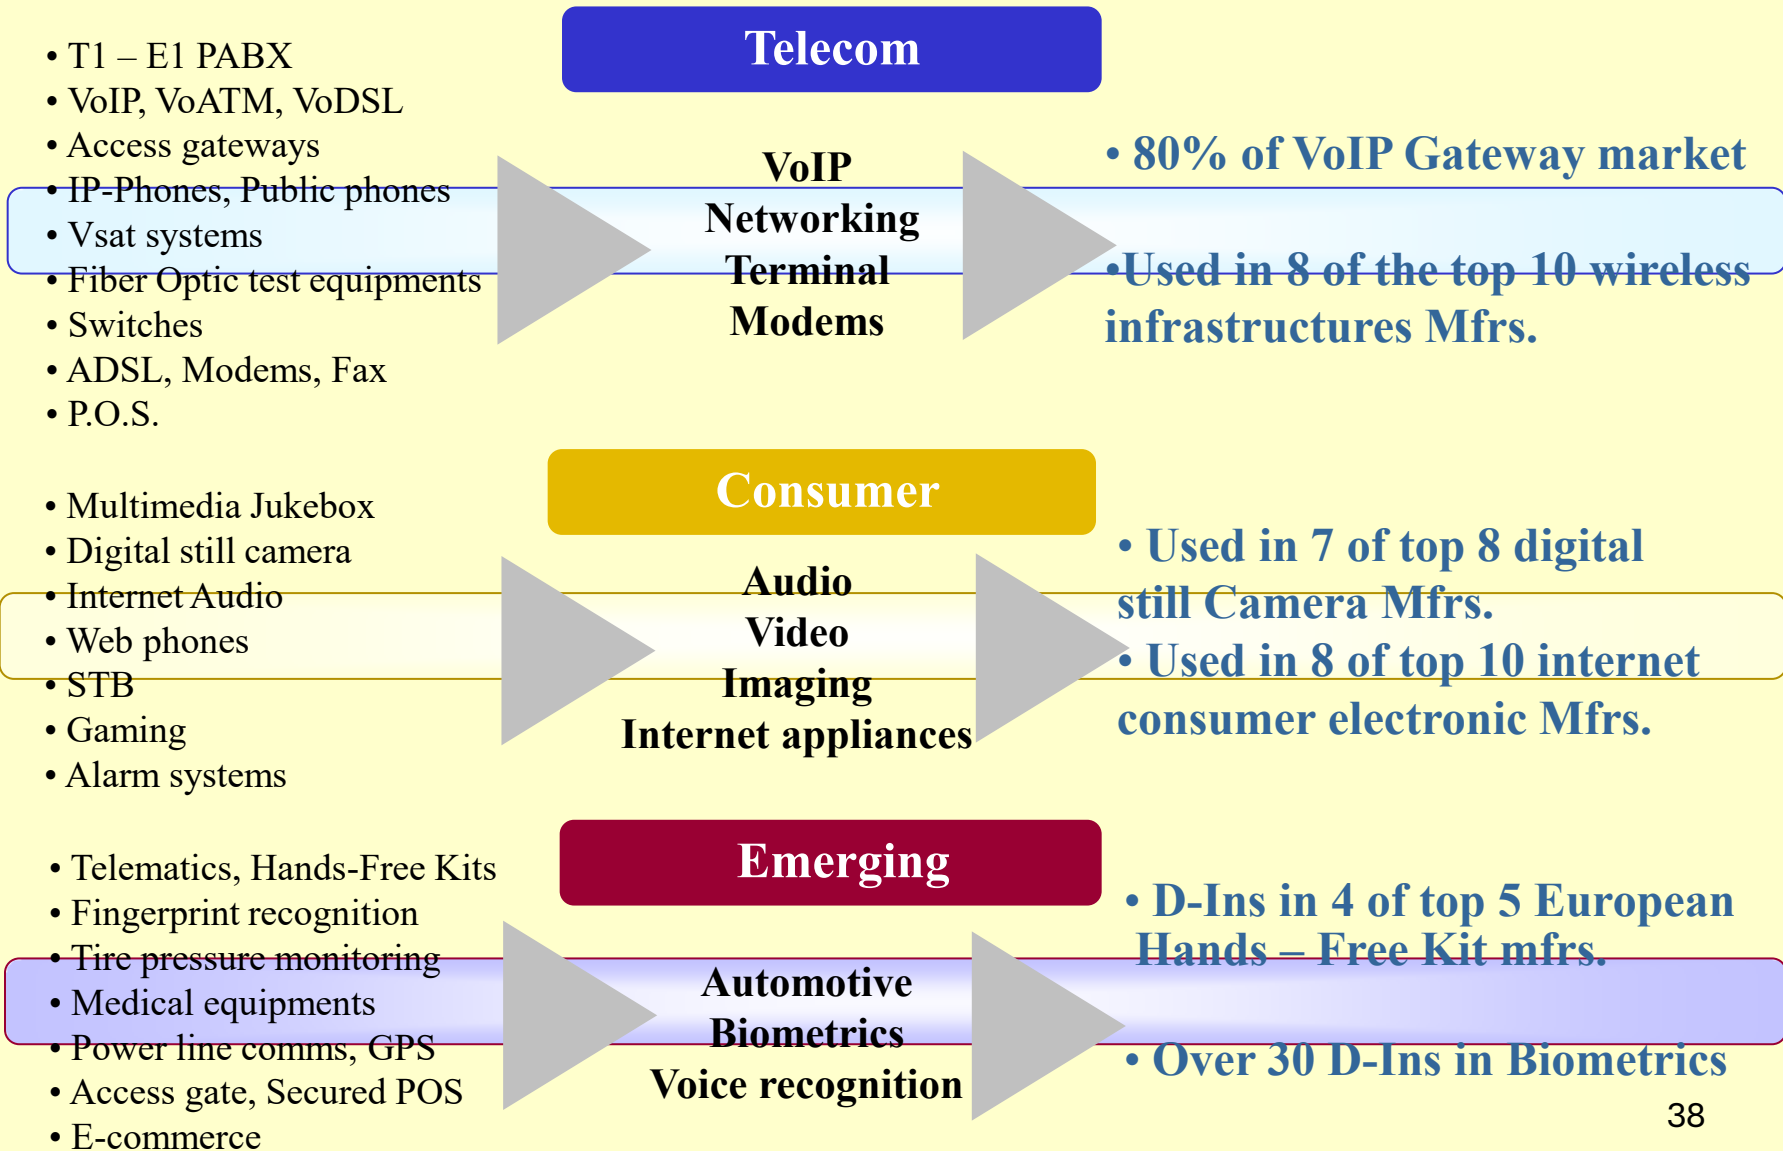 Telecom
• T1 – E1 PABX
• VoIP, VoATM, VoDSL
• Access gateways
• IP-Phones, Public phones
• Vsat systems
• Fiber Optic test equipments
• Switches
• ADSL, Modems, Fax
• P.O.S.
VoIP
Networking
Terminal
Modems
• 80% of VoIP Gateway market
•Used in 8 of the top 10 wireless
infrastructures Mfrs.
Consumer
• Multimedia Jukebox
• Digital still camera
• Internet Audio
• Web phones
• STB
• Gaming
• Alarm systems
Audio
Video
Imaging
Internet appliances
• Used in 7 of top 8 digital
still Camera Mfrs.
• Used in 8 of top 10 internet
consumer electronic Mfrs.
Emerging
• Telematics, Hands-Free Kits
• Fingerprint recognition
• Tire pressure monitoring
• Medical equipments
• Power line comms, GPS
• Access gate, Secured POS
• E-commerce
Automotive
Biometrics
Voice recognition
• D-Ins in 4 of top 5 European
Hands – Free Kit mfrs.
• Over 30 D-Ins in Biometrics
38